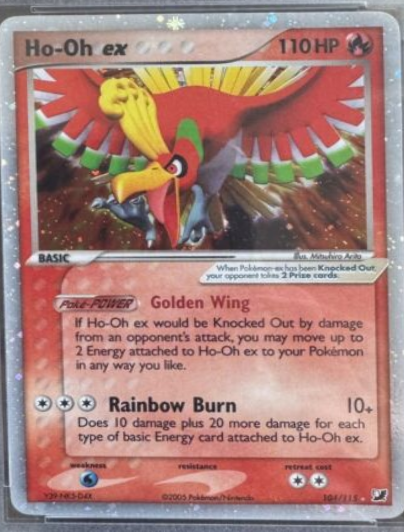 Ho-Oh ex 110 HP
BASIC Illus. Mitsuhiro Arita
When Pokémon-ex has been Knocked Out,
your opponent takes 2 Prize cards.
POKé-POWER Golden Wing
If Ho-Oh ex would be Knocked Out by damage
from an opponent's attack, you may move up to
2 Energy attached to Ho-Oh ex to your Pokémon
in any way you like.
Rainbow Burn 10+
Does 10 damage plus 20 more damage for each
type of basic Energy card attached to Ho-Oh ex.
weakness resistance retreat cost
©2005 Pokémon/Nintendo 104/115